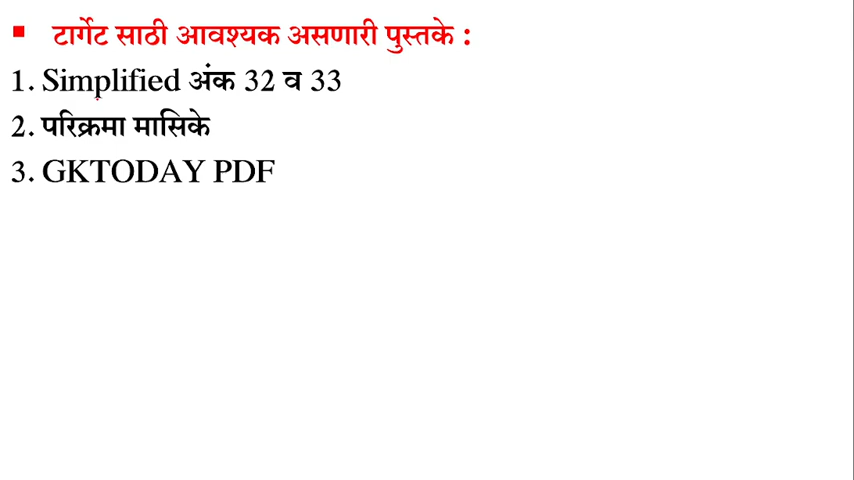 ▪ टार्गेट साठी आवश्यक असणारी पुस्तके :
1. Simplified अंक 32 व 33
2. परिक्रमा मासिके
3. GKTODAY PDF